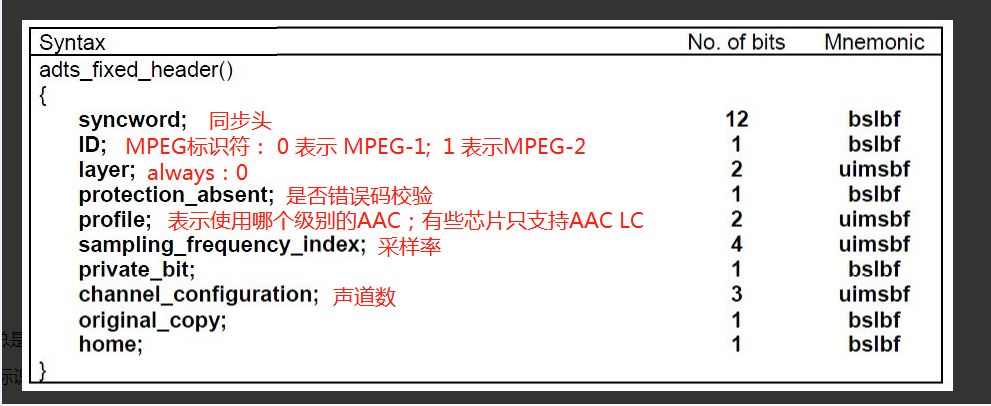 Syntax No. of bits Mnemonic
adts_fixed_header()
{
syncword; 同步头 12 bslbf
ID; MPEG标识符： 0 表示 MPEG-1; 1 表示MPEG-2 1 bslbf
layer; always：0 2 uimsbf
protection_absent; 是否错误码校验 1 bslbf
profile; 表示使用哪个级别的AAC；有些芯片只支持AAC LC 2 uimsbf
sampling_frequency_index; 采样率 4 uimsbf
private_bit; 1 bslbf
channel_configuration; 声道数 3 uimsbf
original_copy; 1 bslbf
home; 1 bslbf
}